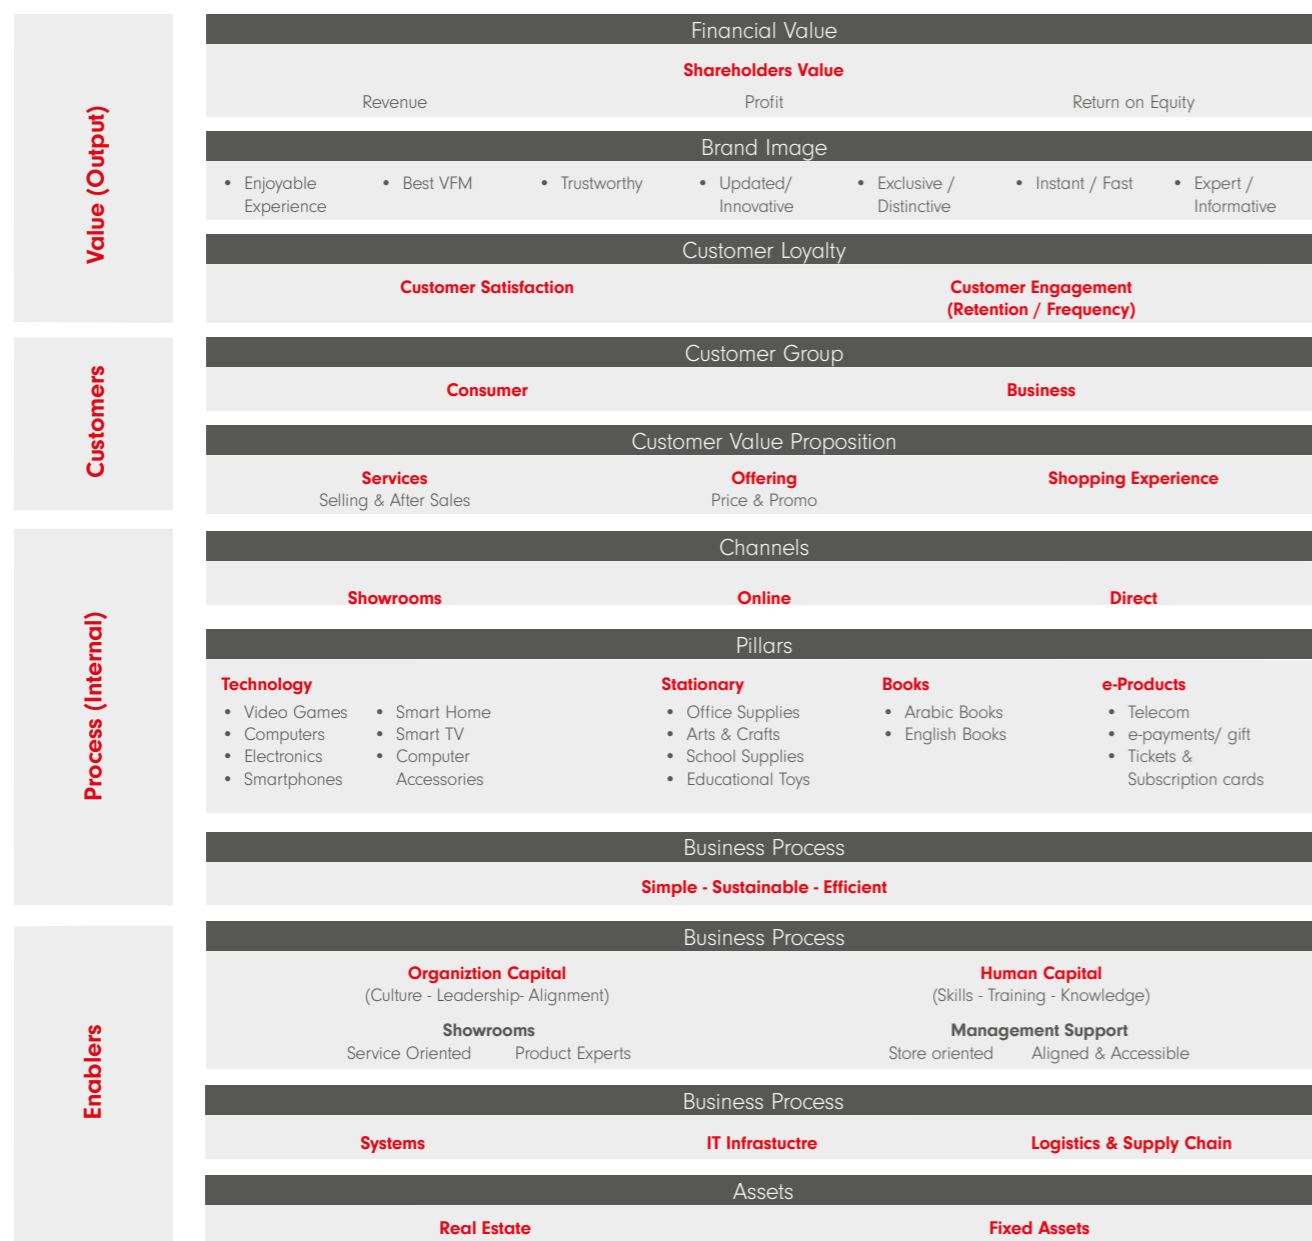 Value (Output)
Financial Value
Shareholders Value
Revenue Profit Return on Equity
Brand Image
• Enjoyable Experience
• Best VFM
• Trustworthy
• Updated/ Innovative
• Exclusive / Distinctive
• Instant / Fast
• Expert / Informative
Customer Loyalty
Customer Satisfaction
Customer Engagement
(Retention / Frequency)
Customers
Customer Group
Consumer Business
Customer Value Proposition
Services
Selling & After Sales
Offering
Price & Promo
Shopping Experience
Process (Internal)
Channels
Showrooms Online Direct
Pillars
Technology
• Video Games
• Computers
• Electronics
• Smartphones
• Smart Home
• Smart TV
• Computer
Accessories
Stationary
• Office Supplies
• Arts & Crafts
• School Supplies
• Educational Toys
Books
• Arabic Books
• English Books
e-Products
• Telecom
• e-payments/ gift
• Tickets &
Subscription cards
Business Process
Simple - Sustainable - Efficient
Enablers
Business Process
Organiztion Capital
(Culture - Leadership- Alignment)
Human Capital
(Skills - Training - Knowledge)
Showrooms
Service Oriented Product Experts
Management Support
Store oriented Aligned & Accessible
Business Process
Systems IT Infrastuctre Logistics & Supply Chain
Assets
Real Estate Fixed Assets